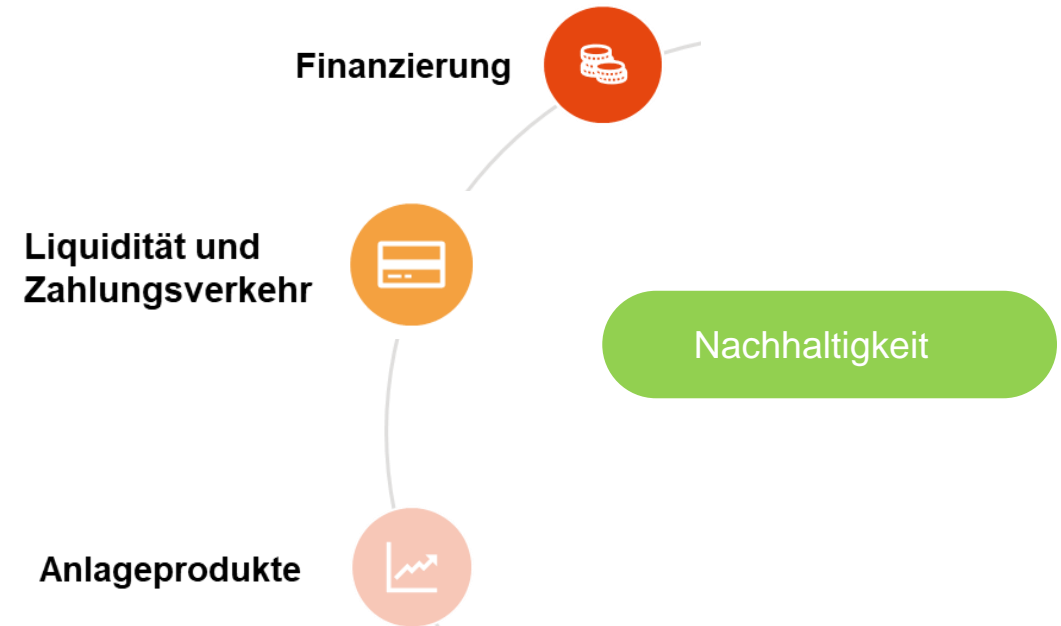 Finanzierung
Liquidität und
Zahlungsverkehr
Nachhaltigkeit
Anlageprodukte